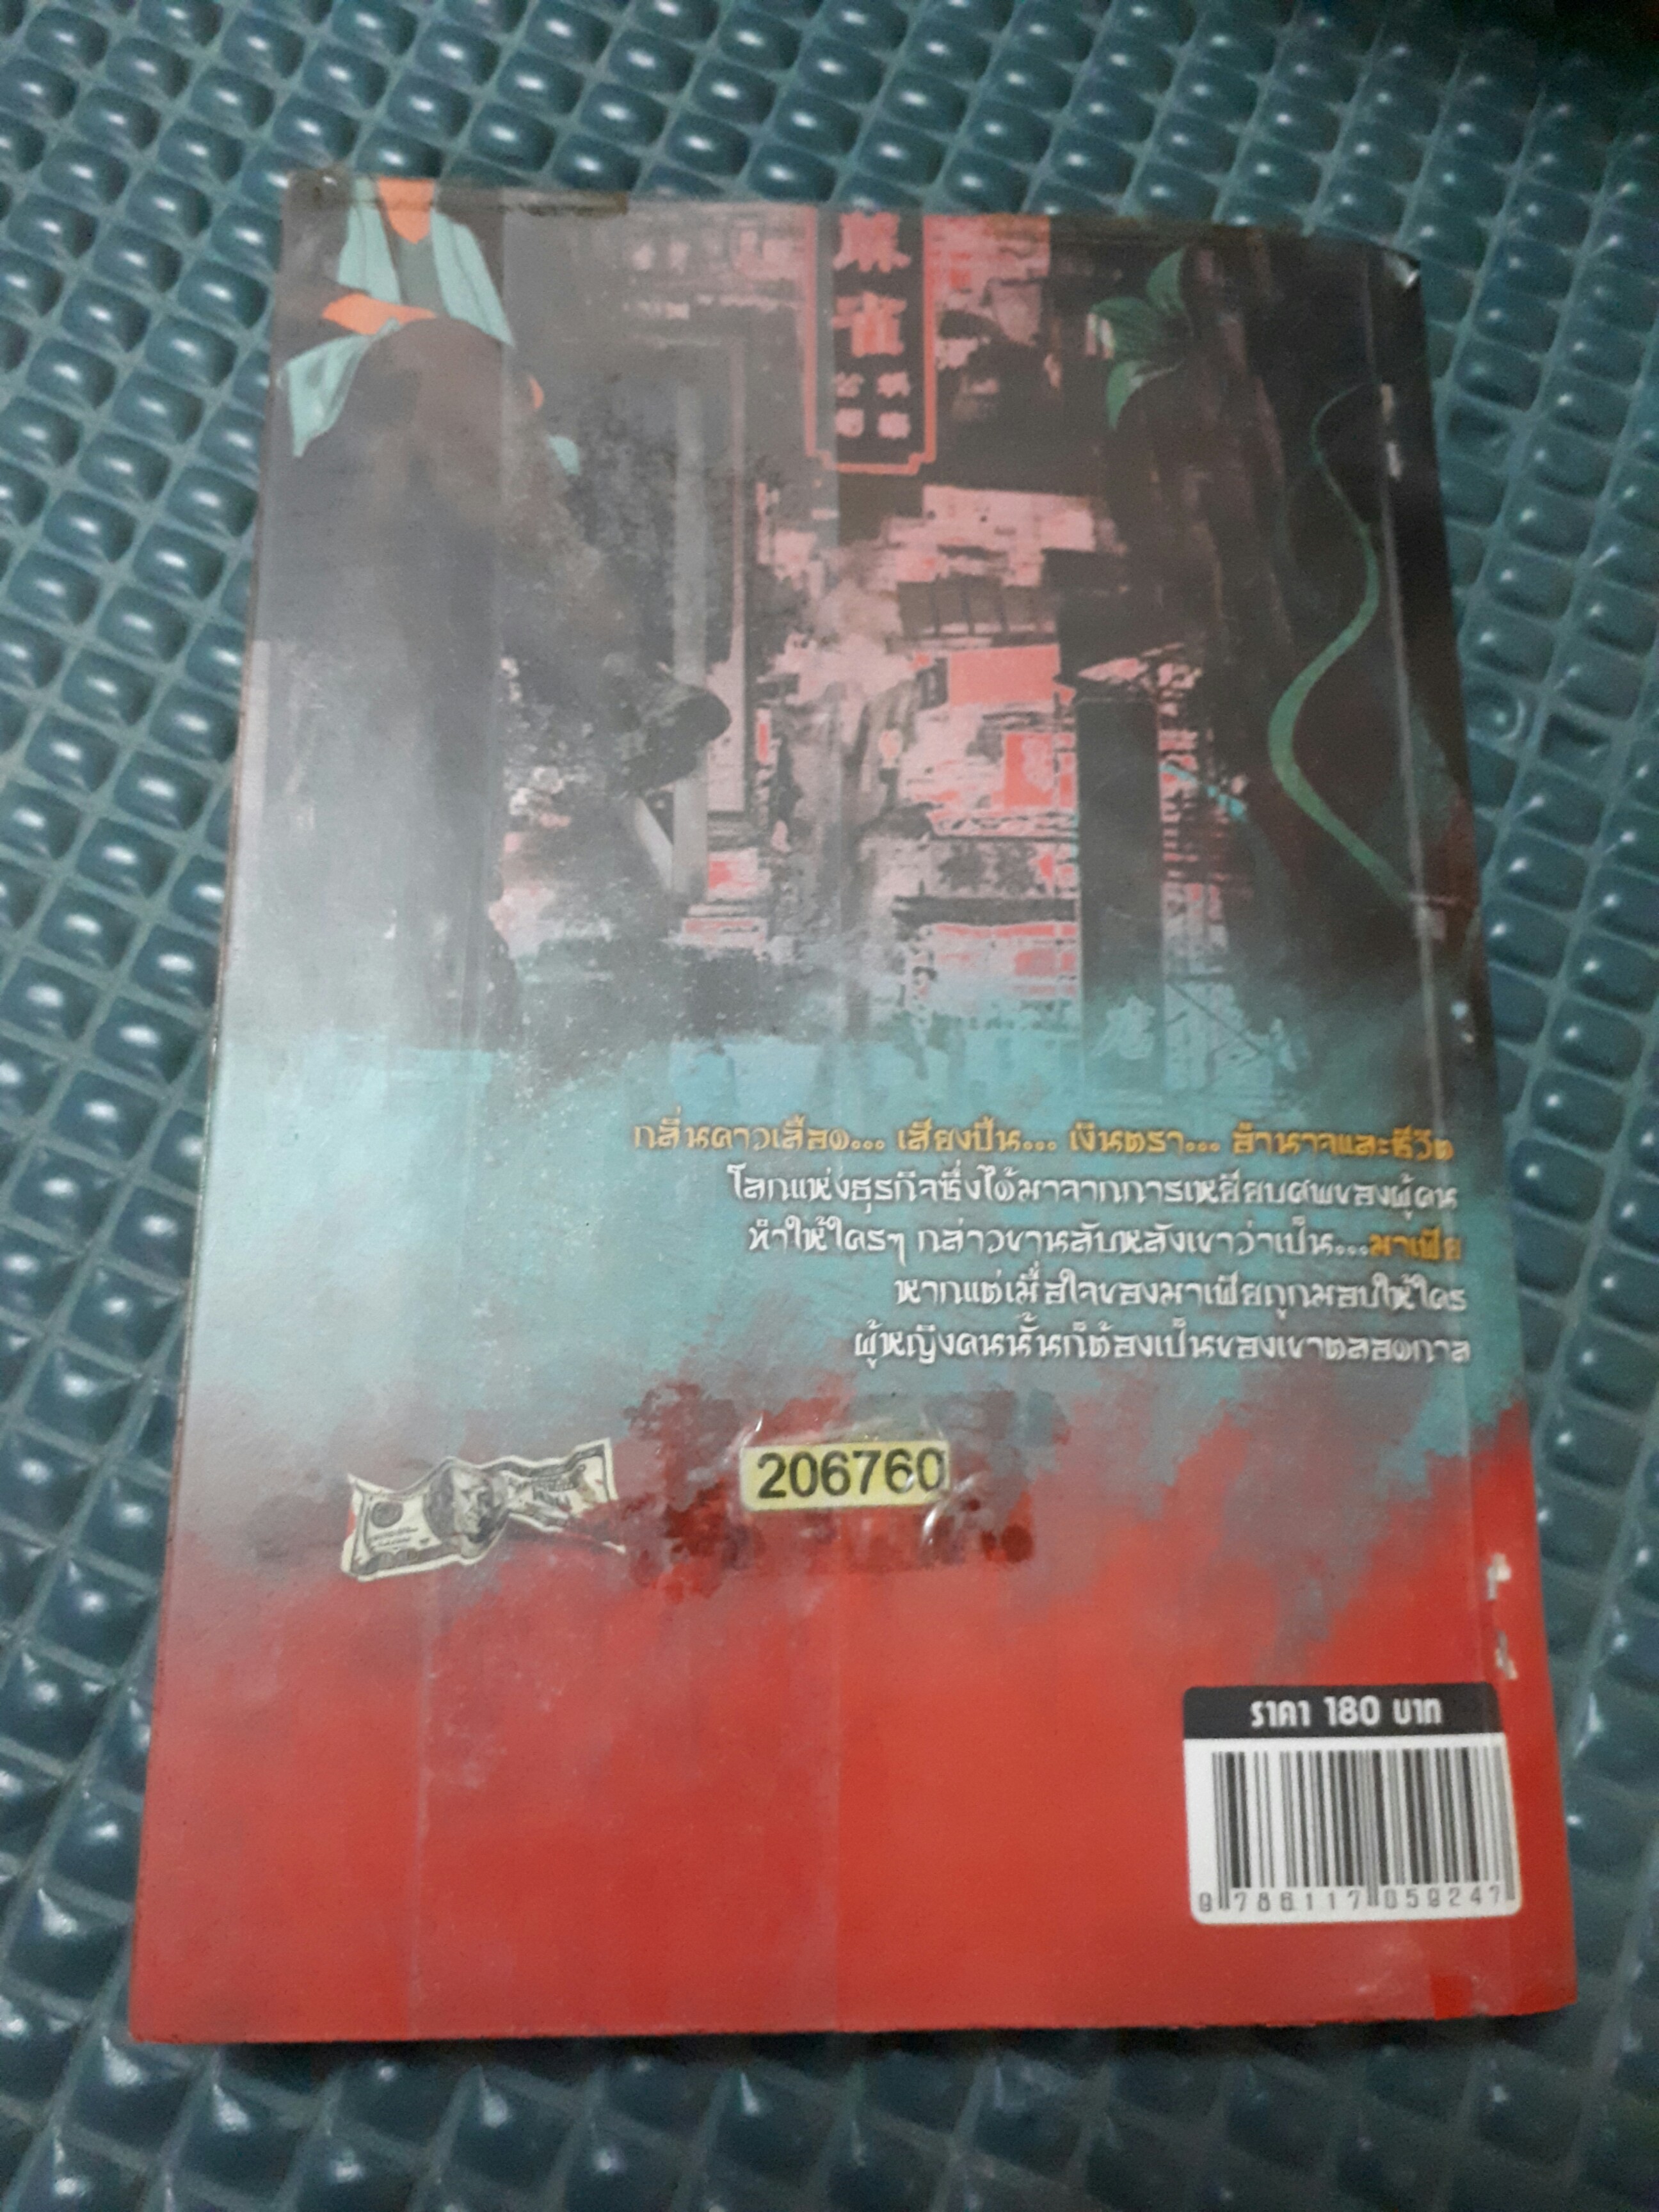 麻
雀
กลิ่นคาวเลือด... เสียงปืน... เงินตรา... อำนาจและชีวิต
โลกแห่งธุรกิจซึ่งได้มาจากการเหยียบศพของผู้คน
ทำให้ใครๆ กล่าวขานลับหลังเขาว่าเป็น...มาเฟีย
หากแต่เมื่อใจของมาเฟียถูกมอบให้ใคร
ผู้หญิงคนนั้นก็ต้องเป็นของเขาตลอดกาล
206760
ราคา 180 บาท
9 786117 059247